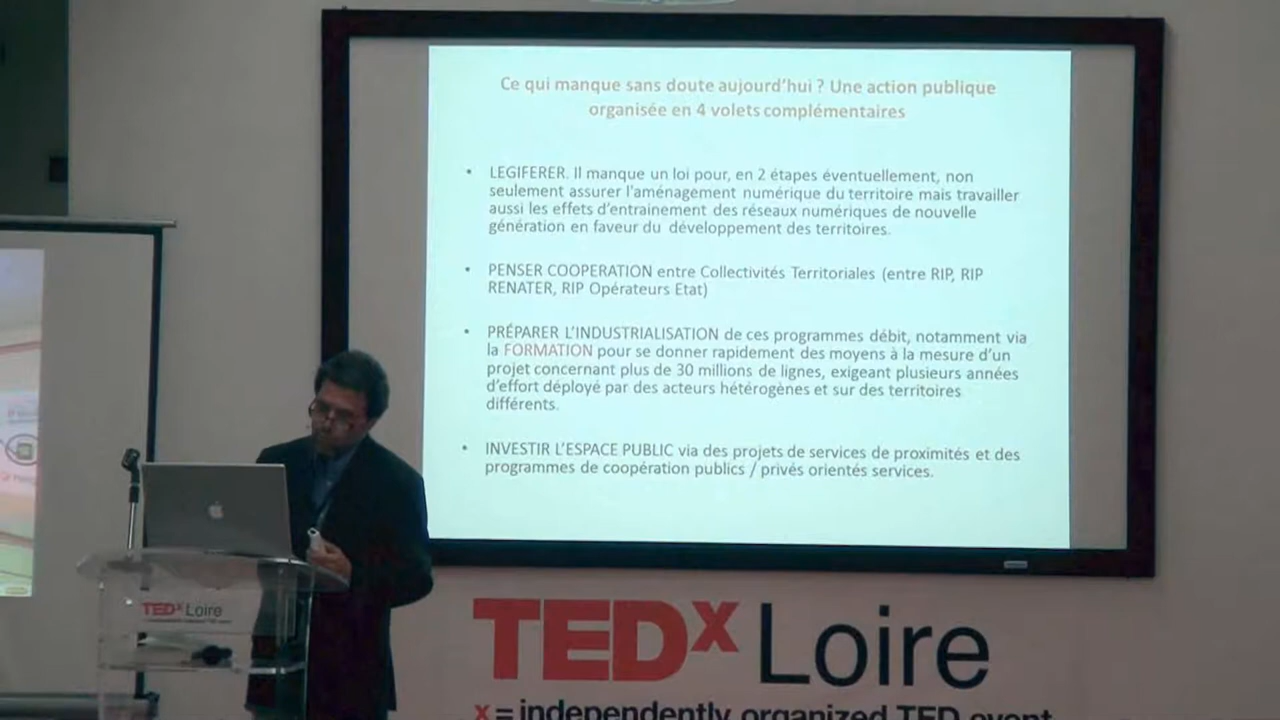 Ce qui manque sans doute aujourd'hui ? Une action publique
organisée en 4 volets complémentaires
• LEGIFERER. Il manque un loi pour, en 2 étapes éventuellement, non
seulement assurer l'aménagement numérique du territoire mais travailler
aussi les effets d'entrainement des réseaux numériques de nouvelle
génération en faveur du développement des territoires.
• PENSER COOPERATION entre Collectivités Territoriales (entre RIP, RIP
RENATER, RIP Opérateurs Etat)
• PRÉPARER L'INDUSTRIALISATION de ces programmes débit, notamment via
la FORMATION pour se donner rapidement des moyens à la mesure d'un
projet concernant plus de 30 millions de lignes, exigeant plusieurs années
d'effort déployé par des acteurs hétérogènes et sur des territoires
différents.
• INVESTIR L'ESPACE PUBLIC via des projets de services de proximités et des
programmes de coopération publics / privés orientés services.
TEDx Loire
TEDx Loire
x = independently organized TED event